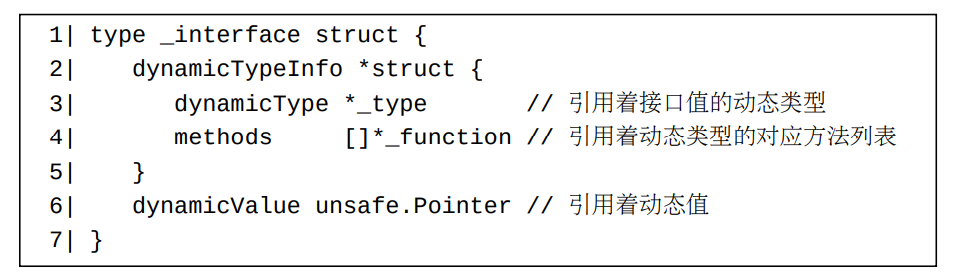 1| type _interface struct {
2|    dynamicTypeInfo *struct {
3|       dynamicType *_type       // 引用着接口值的动态类型
4|       methods     []*_function // 引用着动态类型的对应方法列表
5|    }
6|    dynamicValue unsafe.Pointer // 引用着动态值
7| }